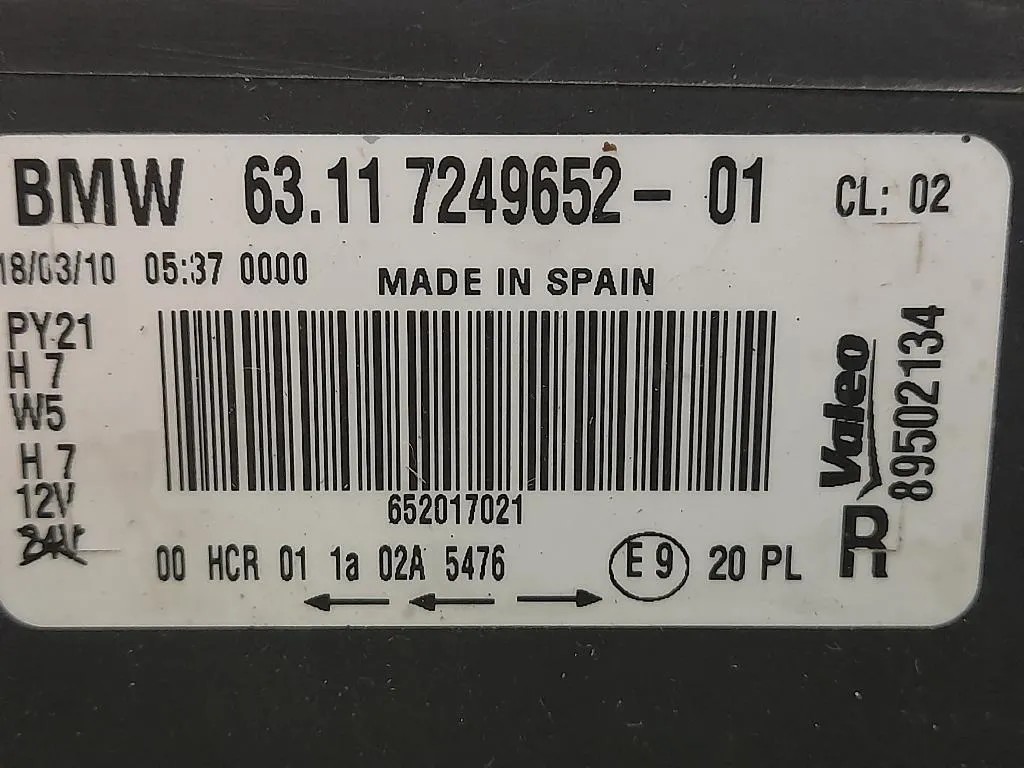 BMW 63.11 7249652- 01 CL: 02
18/03/10 05:37 0000
MADE IN SPAIN
PY21
H 7
W5
H 7
12V
24V
652017021
00 HCR 01 1a 02A 5476 E 9 20 PL
Valeo
89502134
R